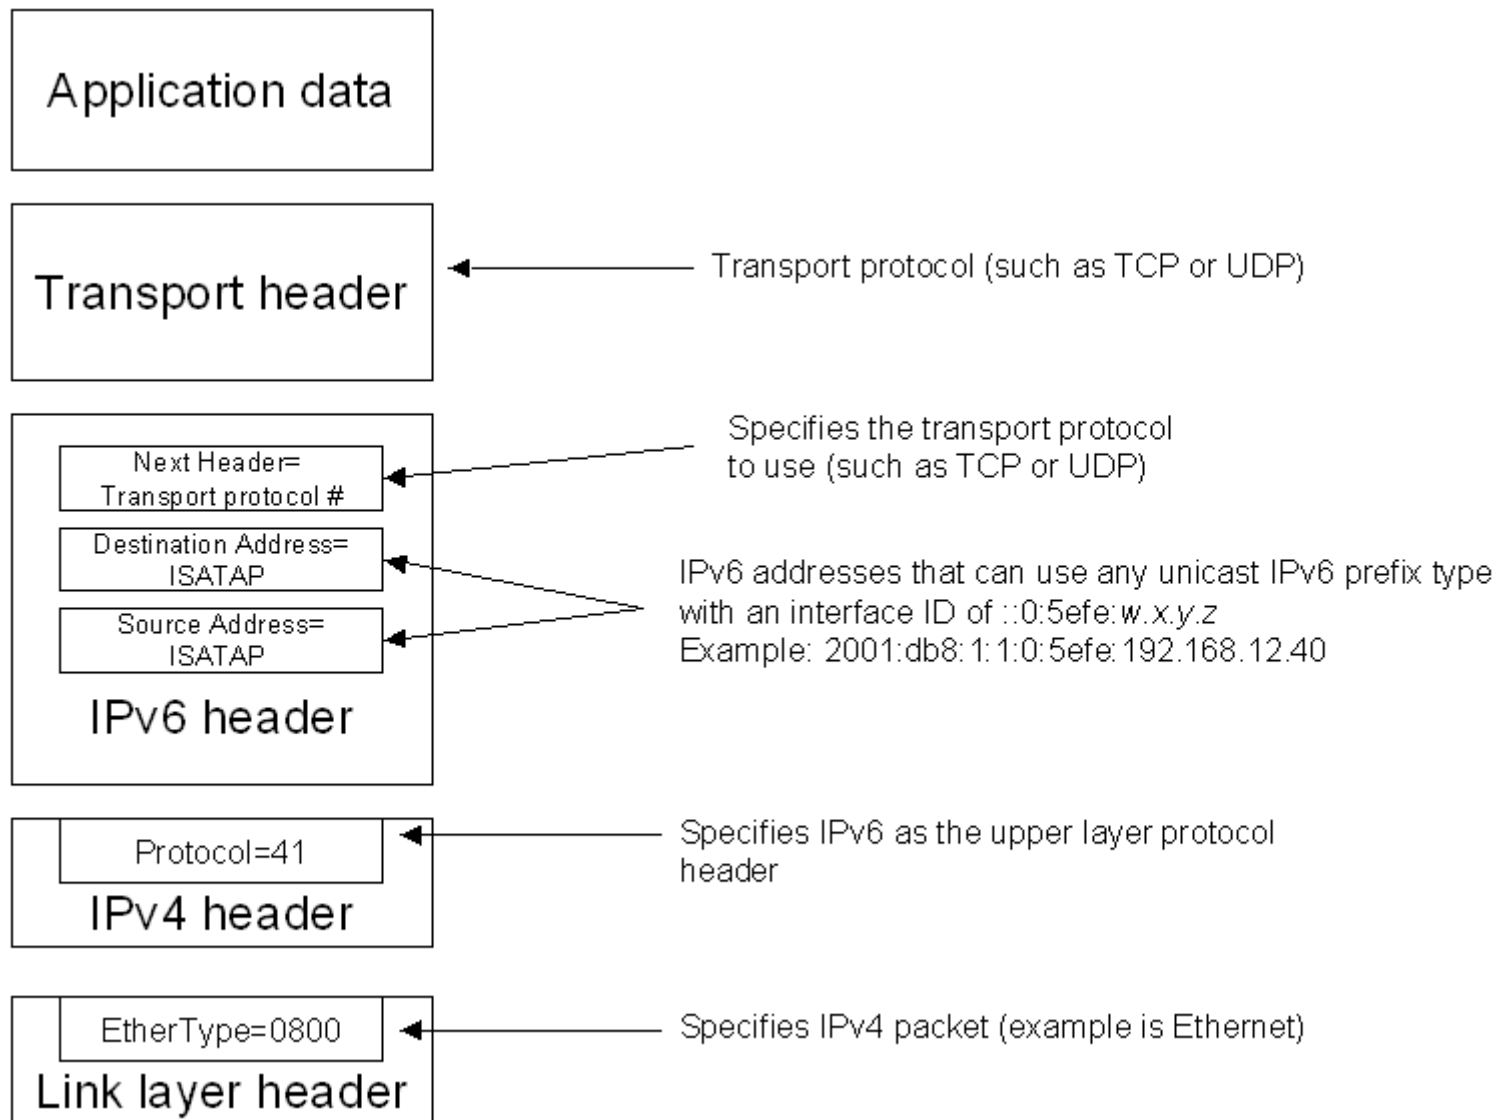 Application data
Transport header
Transport protocol (such as TCP or UDP)
Next Header=
Transport protocol #
Specifies the transport protocol
to use (such as TCP or UDP)
Destination Address=
ISATAP
Source Address=
ISATAP
IPv6 addresses that can use any unicast IPv6 prefix type
with an interface ID of ::0:5efe:w.x.y.z
Example: 2001:db8:1:1:0:5efe:192.168.12.40
IPv6 header
Protocol=41
IPv4 header
Specifies IPv6 as the upper layer protocol
header
EtherType=0800
Link layer header
Specifies IPv4 packet (example is Ethernet)